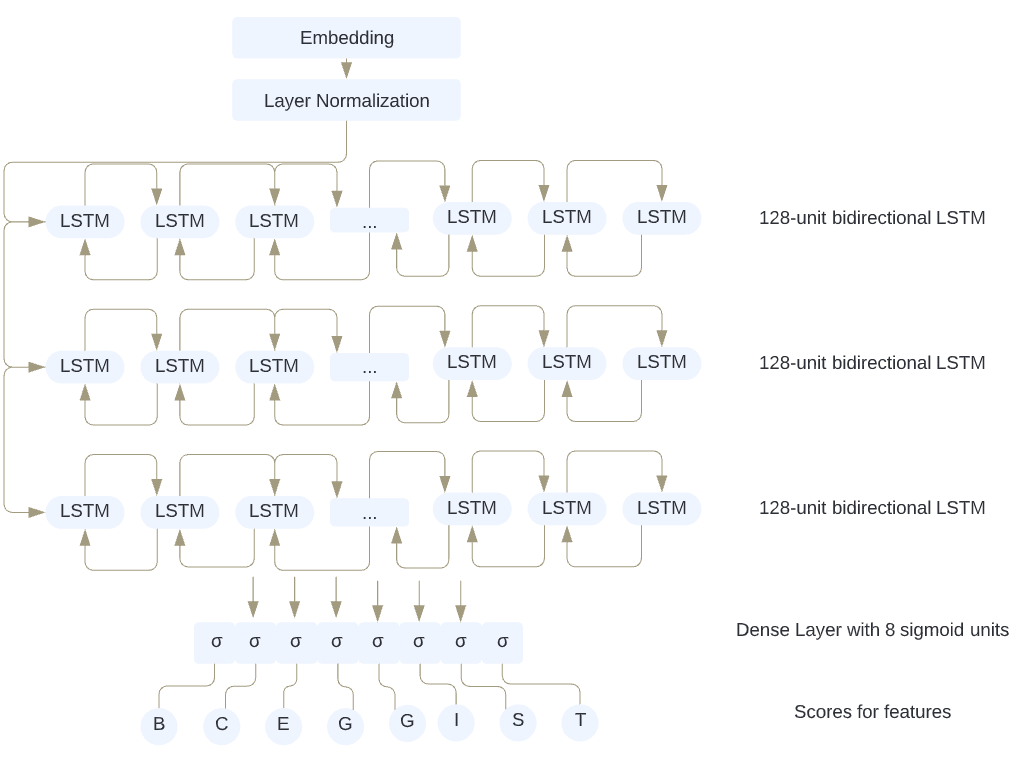 Embedding
Layer Normalization
LSTM LSTM LSTM ... LSTM LSTM LSTM 128-unit bidirectional LSTM
LSTM LSTM LSTM ... LSTM LSTM LSTM 128-unit bidirectional LSTM
LSTM LSTM LSTM ... LSTM LSTM LSTM 128-unit bidirectional LSTM
σ σ σ σ σ σ σ σ Dense Layer with 8 sigmoid units
B C E G G I S T Scores for features